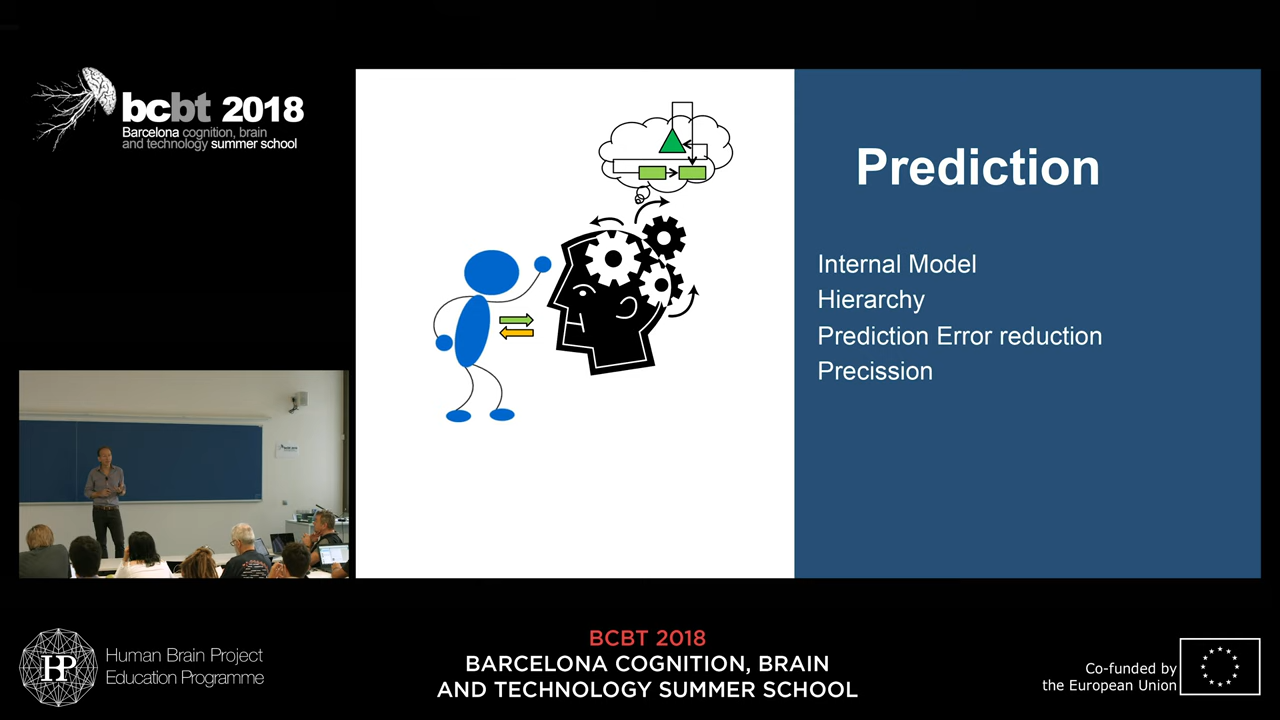 bcbt 2018
Barcelona cognition, brain
and technology summer school
Prediction
Internal Model
Hierarchy
Prediction Error reduction
Precission
HP
Human Brain Project
Education Programme
BCBT 2018
BARCELONA COGNITION, BRAIN
AND TECHNOLOGY SUMMER SCHOOL
Co-funded by
the European Union